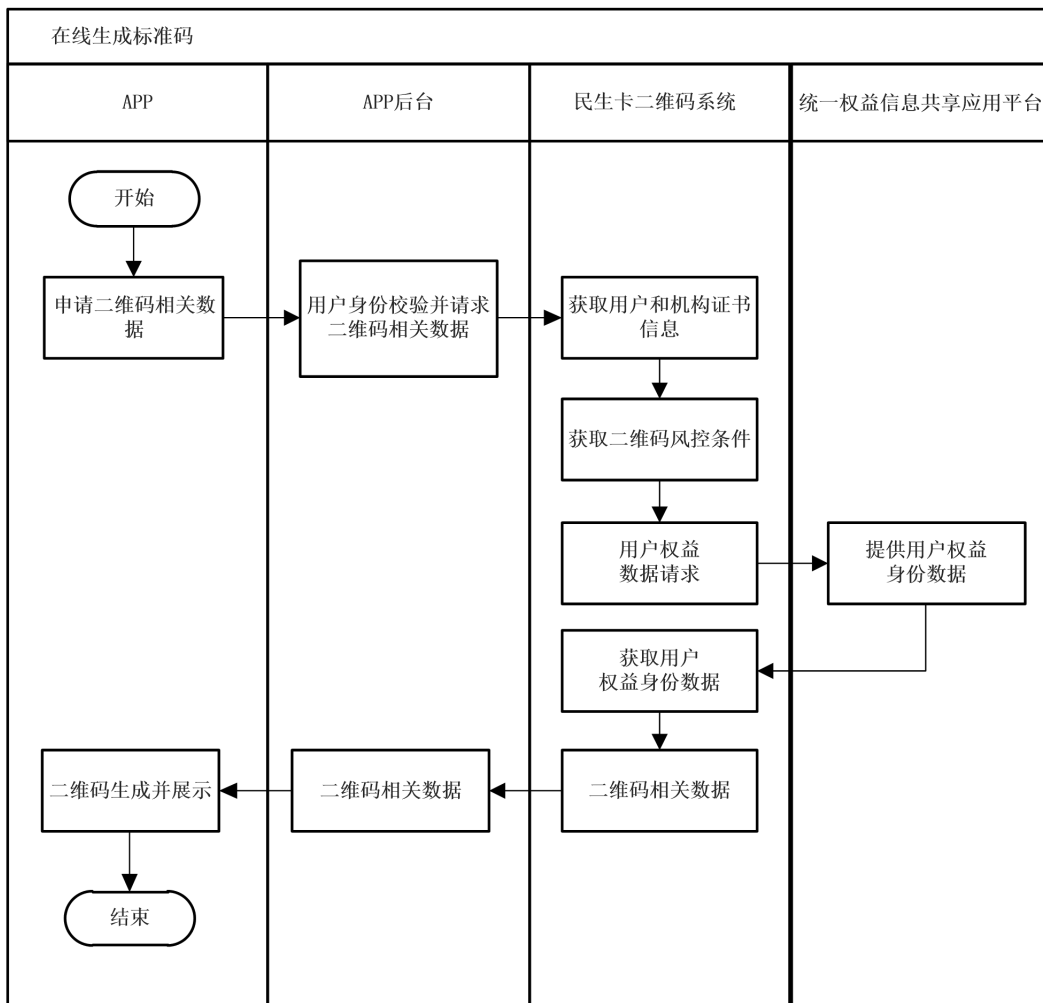 在线生成标准码
APP
APP后台
民生卡二维码系统
统一权益信息共享应用平台
开始
申请二维码相关数
据
用户身份校验并请求
二维码相关数据
获取用户和机构证书
信息
获取二维码风控条件
用户权益
数据请求
提供用户权益
身份数据
获取用户
权益身份数据
二维码生成并展示
二维码相关数据
二维码相关数据
结束